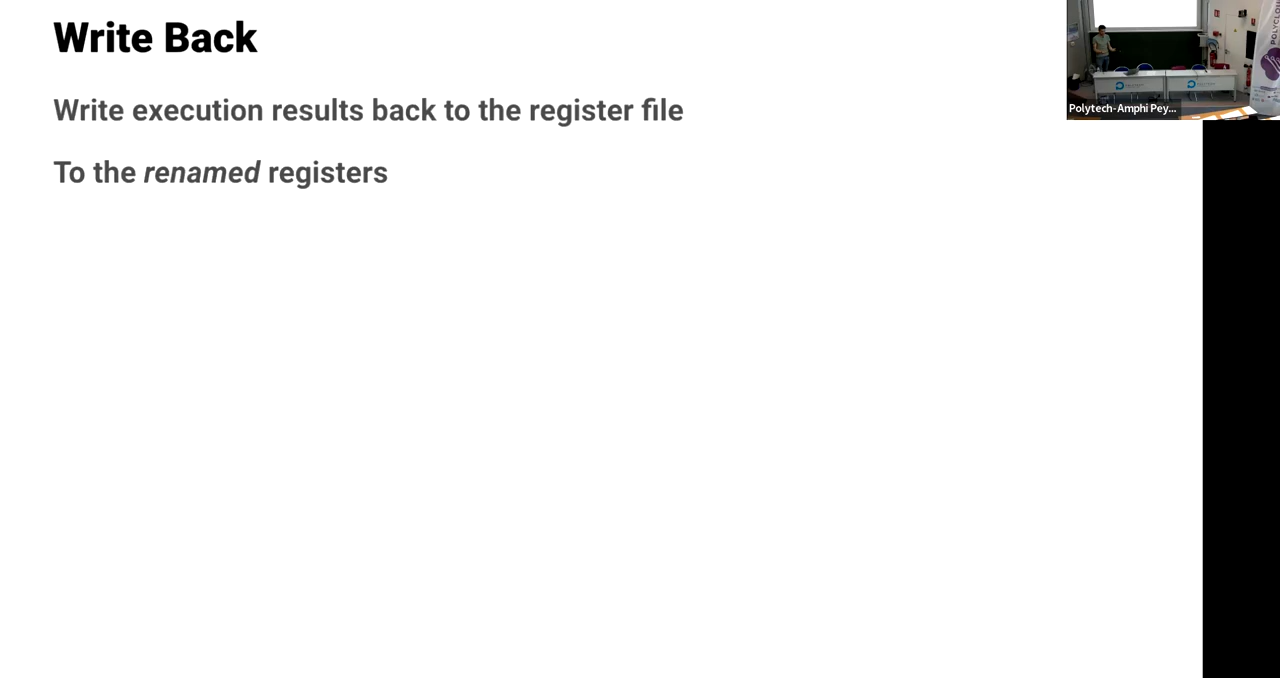 Write Back
Write execution results back to the register file
To the renamed registers
Polytech-Amphi Pey...